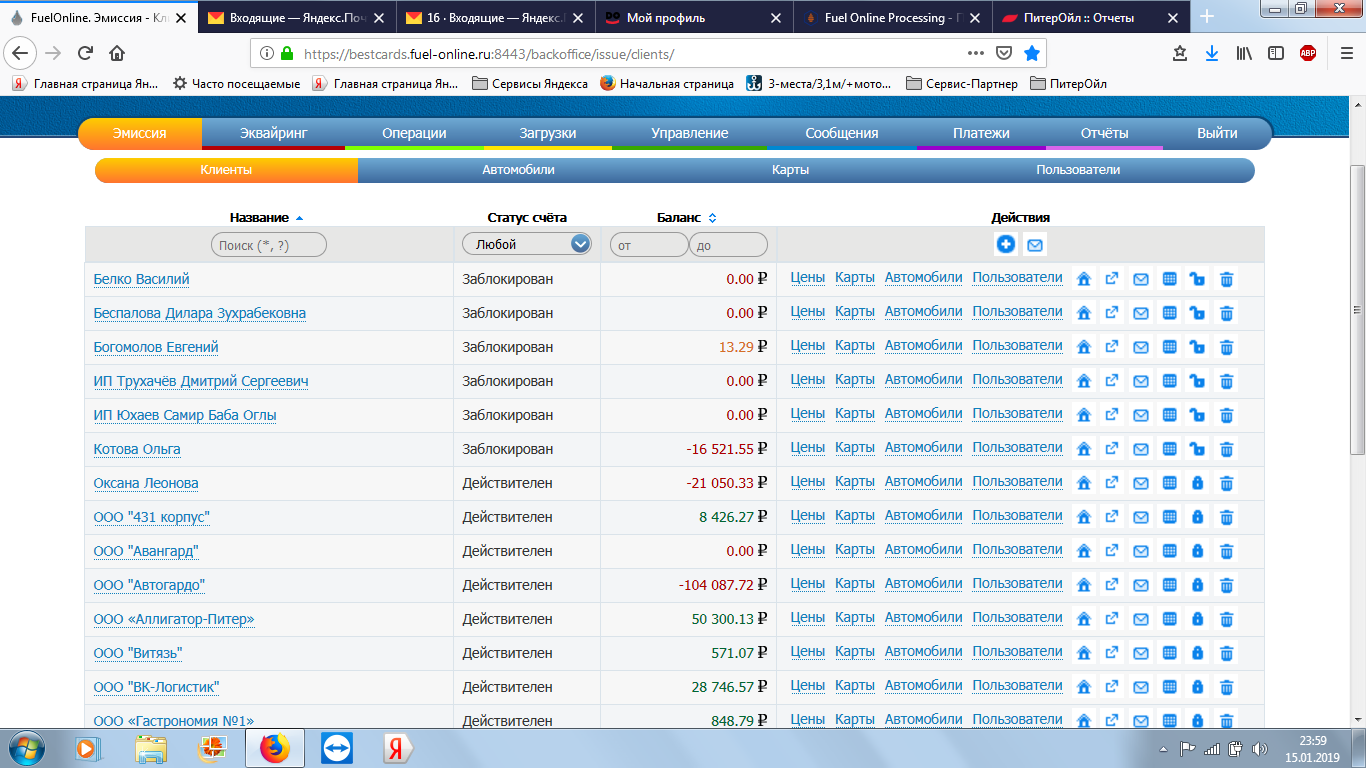 FuelOnline. Эмиссия - Кл
Входящие — Яндекс.Поч
16 · Входящие — Яндекс.
Мой профиль
Fuel Online Processing - П
ПитерОйл :: Отчеты
https://bestcards.fuel-online.ru:8443/backoffice/issue/clients/
Главная страница Ян...
Часто посещаемые
Главная страница Ян...
Сервисы Яндекса
Начальная страница
3-места/3,1м/+мото...
Сервис-Партнер
ПитерОйл
Эмиссия Эквайринг Операции Загрузки Управление Сообщения Платежи Отчёты Выйти
Клиенты Автомобили Карты Пользователи
Название Статус счёта Баланс Действия
Поиск (*, ?) Любой от до
Белко Василий Заблокирован 0.00 ₽ Цены Карты Автомобили Пользователи
Беспалова Дилара Зухрабековна Заблокирован 0.00 ₽ Цены Карты Автомобили Пользователи
Богомолов Евгений Заблокирован 13.29 ₽ Цены Карты Автомобили Пользователи
ИП Трухачёв Дмитрий Сергеевич Заблокирован 0.00 ₽ Цены Карты Автомобили Пользователи
ИП Юхаев Самир Баба Оглы Заблокирован 0.00 ₽ Цены Карты Автомобили Пользователи
Котова Ольга Заблокирован -16 521.55 ₽ Цены Карты Автомобили Пользователи
Оксана Леонова Действителен -21 050.33 ₽ Цены Карты Автомобили Пользователи
ООО "431 корпус" Действителен 8 426.27 ₽ Цены Карты Автомобили Пользователи
ООО "Авангард" Действителен 0.00 ₽ Цены Карты Автомобили Пользователи
ООО "Автогардо" Действителен -104 087.72 ₽ Цены Карты Автомобили Пользователи
ООО «Аллигатор-Питер» Действителен 50 300.13 ₽ Цены Карты Автомобили Пользователи
ООО "Витязь" Действителен 571.07 ₽ Цены Карты Автомобили Пользователи
ООО "ВК-Логистик" Действителен 28 746.57 ₽ Цены Карты Автомобили Пользователи
ООО «Гастрономия №1» Действителен 848.79 ₽ Цены Карты Автомобили Пользователи
23:59
15.01.2019